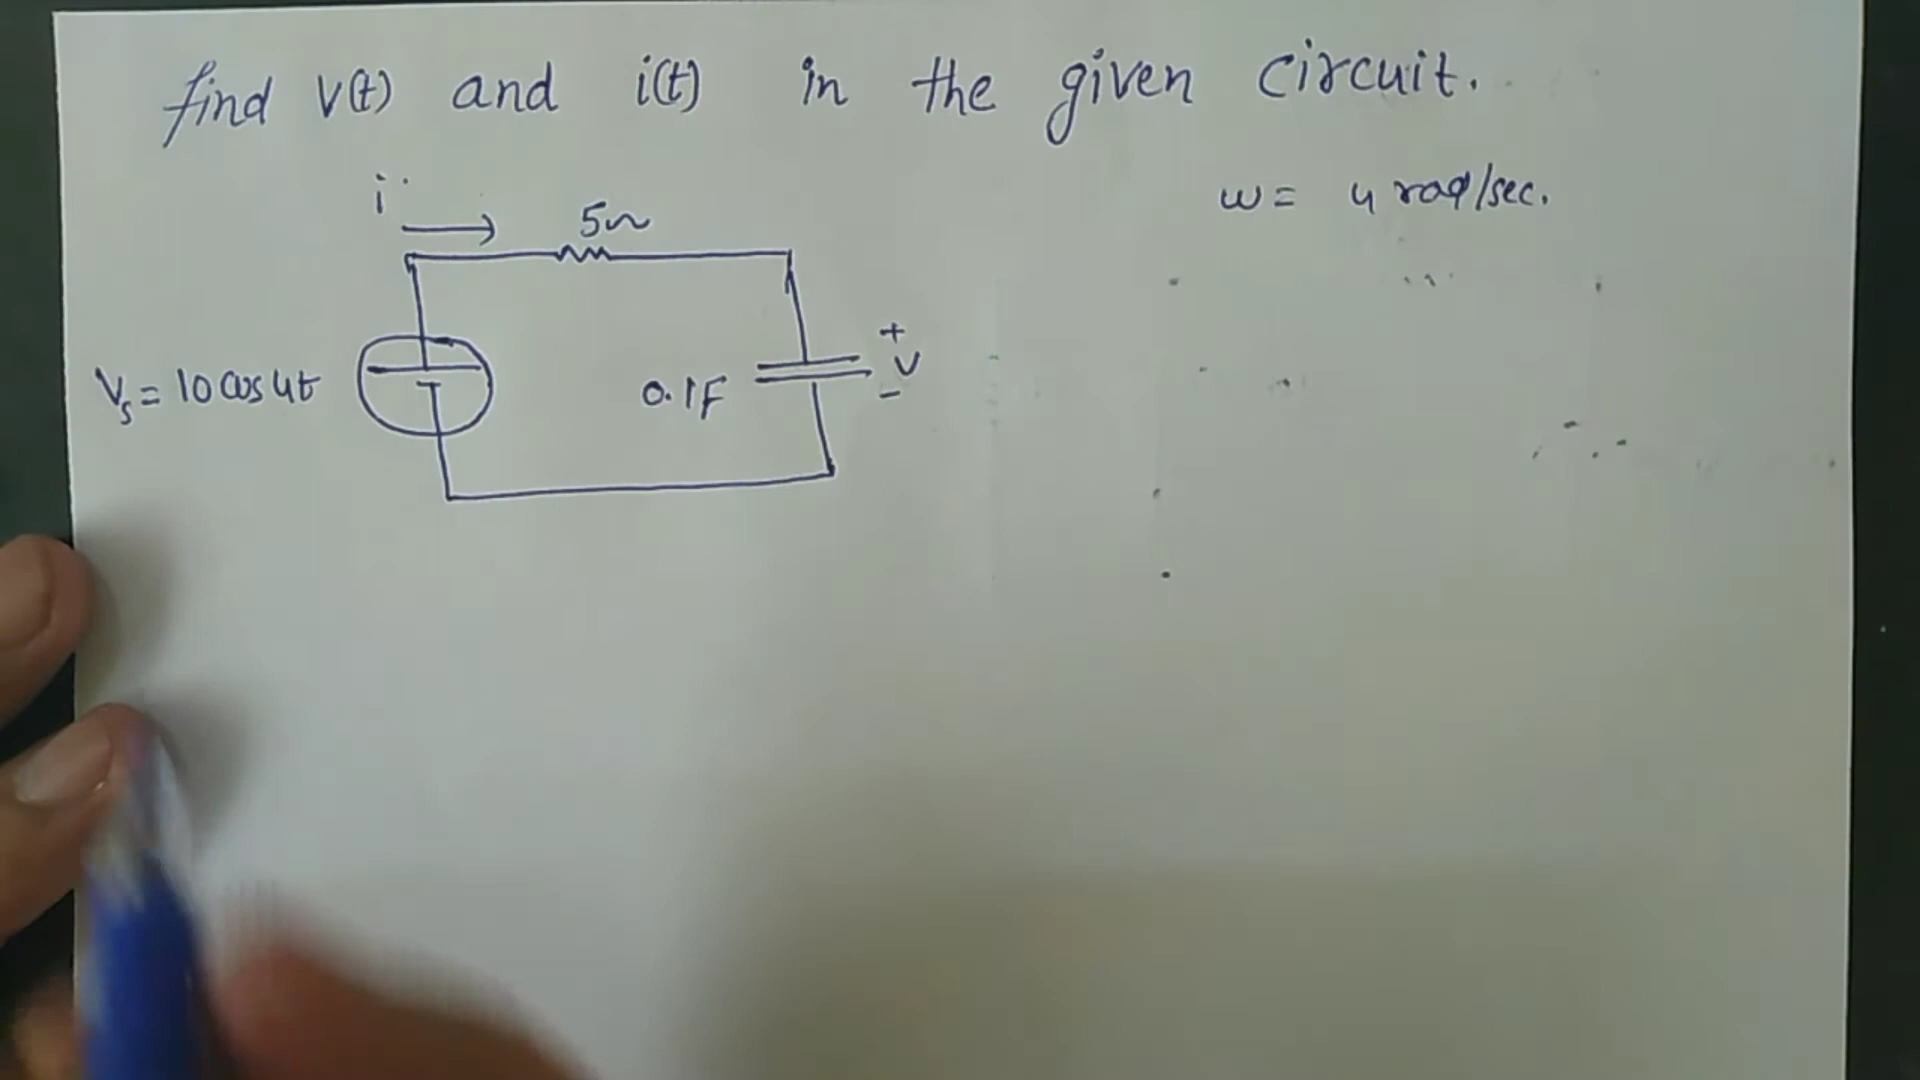 find v(t) and i(t) in the given circuit.
w = 4 rad/sec.
i
5Ω
Vs = 10 cos 4t
0.1F
+
V
-